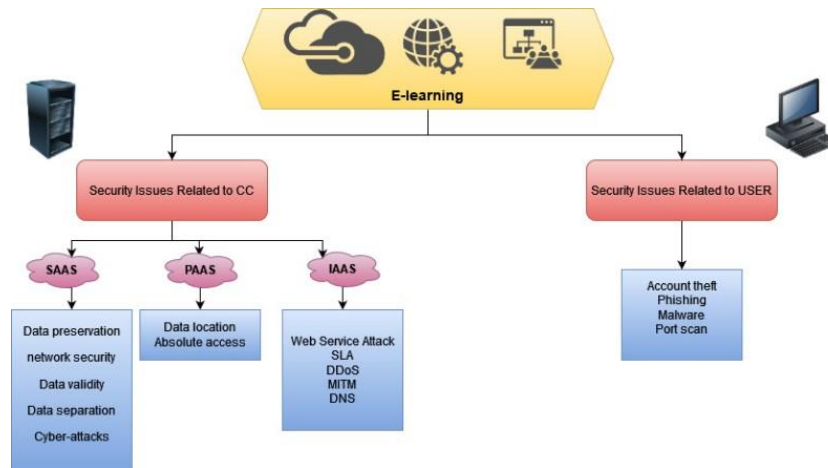 E-learning
Security Issues Related to CC
Security Issues Related to USER
SAAS
PAAS
IAAS
Data preservation
network security
Data validity
Data separation
Cyber-attacks
Data location
Absolute access
Web Service Attack
SLA
DDoS
MITM
DNS
Account theft
Phishing
Malware
Port scan